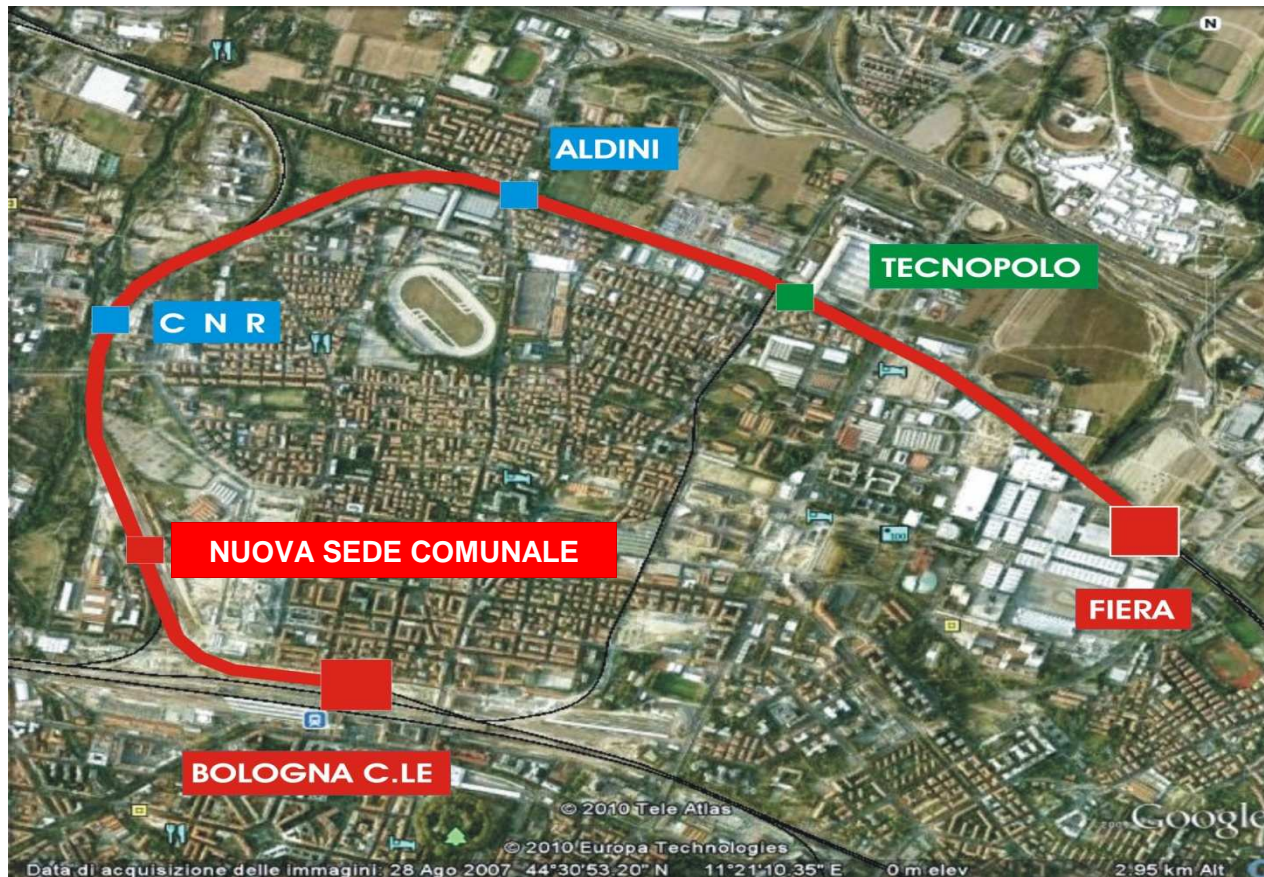 N
ALDINI
TECNOPOLO
C N R
100
NUOVA SEDE COMUNALE
FIERA
BOLOGNA C.LE
© 2010 Tele Atlas
Google
© 2010 Europa Technologies
Data di acquisizione delle immagini: 28 Ago 2007 44°30'53.20" N 11°21'10.35" E 0 m elev 2.95 km Alt